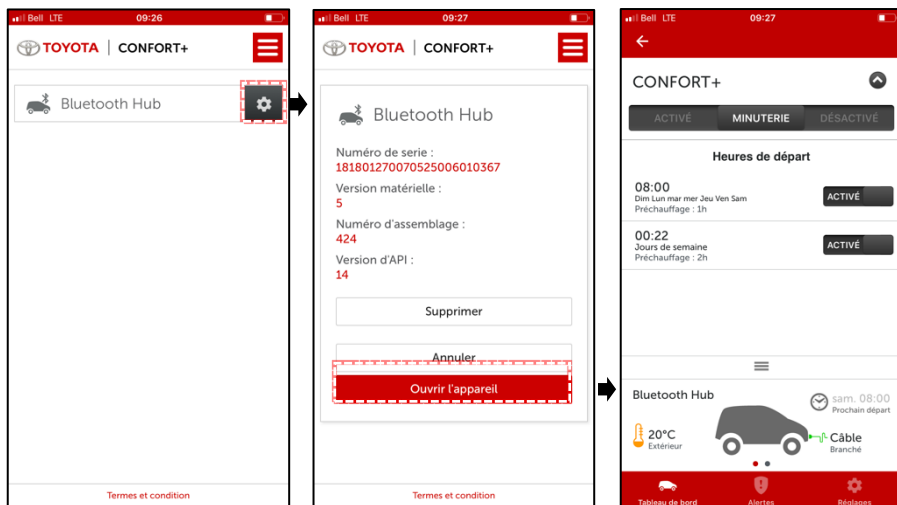 Bell LTE 09:26
TOYOTA | CONFORT+
Bluetooth Hub
Termes et condition
Bell LTE 09:27
TOYOTA | CONFORT+
Bluetooth Hub
Numéro de serie :
181801270070525006010367
Version matérielle :
5
Numéro d'assemblage :
424
Version d'API :
14
Supprimer
Annuler
Ouvrir l'appareil
Termes et condition
Bell LTE 09:27
CONFORT+
ACTIVÉ MINUTERIE DÉSACTIVÉ
Heures de départ
08:00
Dim Lun mar mer Jeu Ven Sam
Préchauffage : 1h
ACTIVÉ
00:22
Jours de semaine
Préchauffage : 2h
ACTIVÉ
Bluetooth Hub
sam. 08:00
Prochain départ
20°C
Extérieur
Câble
Branché
Tableau de bord Alertes Réglages